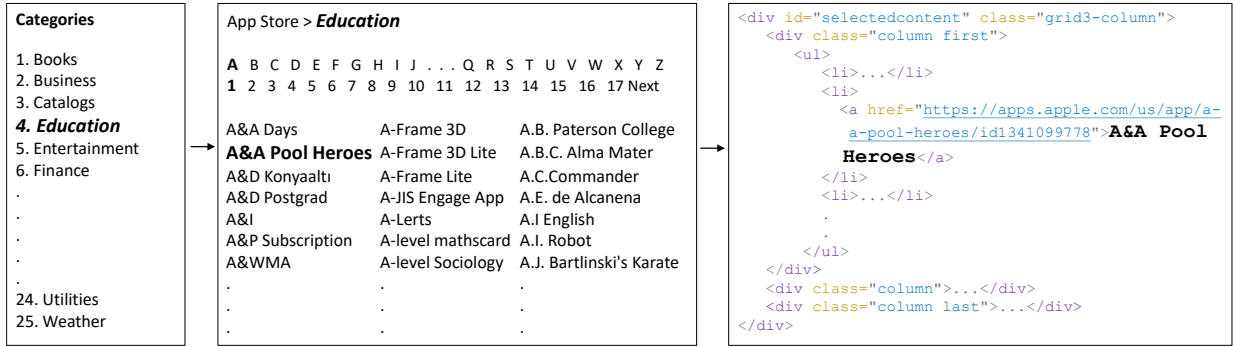 Categories
1. Books
2. Business
3. Catalogs
4. Education
5. Entertainment
6. Finance
.
.
.
.
.
24. Utilities
25. Weather
App Store > Education
A B C D E F G H I J . . . Q R S T U V W X Y Z
1 2 3 4 5 6 7 8 9 10 11 12 13 14 15 16 17 Next
A&A Days A-Frame 3D A.B. Paterson College
A&A Pool Heroes A-Frame 3D Lite A.B.C. Alma Mater
A&D Konyaaltı A-Frame Lite A.C.Commander
A&D Postgrad A-JIS Engage App A.E. de Alcanena
A&I A-Lerts A.I English
A&P Subscription A-level mathscard A.I. Robot
A&WMA A-level Sociology A.J. Bartlinski's Karate
. . .
. . .
. . .
<div id="selectedcontent" class="grid3-column">
<div class="column first">
<ul>
<li>...</li>
<li>
<a href="https://apps.apple.com/us/app/a-
a-pool-heroes/id1341099778">A&A Pool
Heroes</a>
</li>
<li>...</li>
.
.
</ul>
</div>
<div class="column">...</div>
<div class="column last">...</div>
</div>